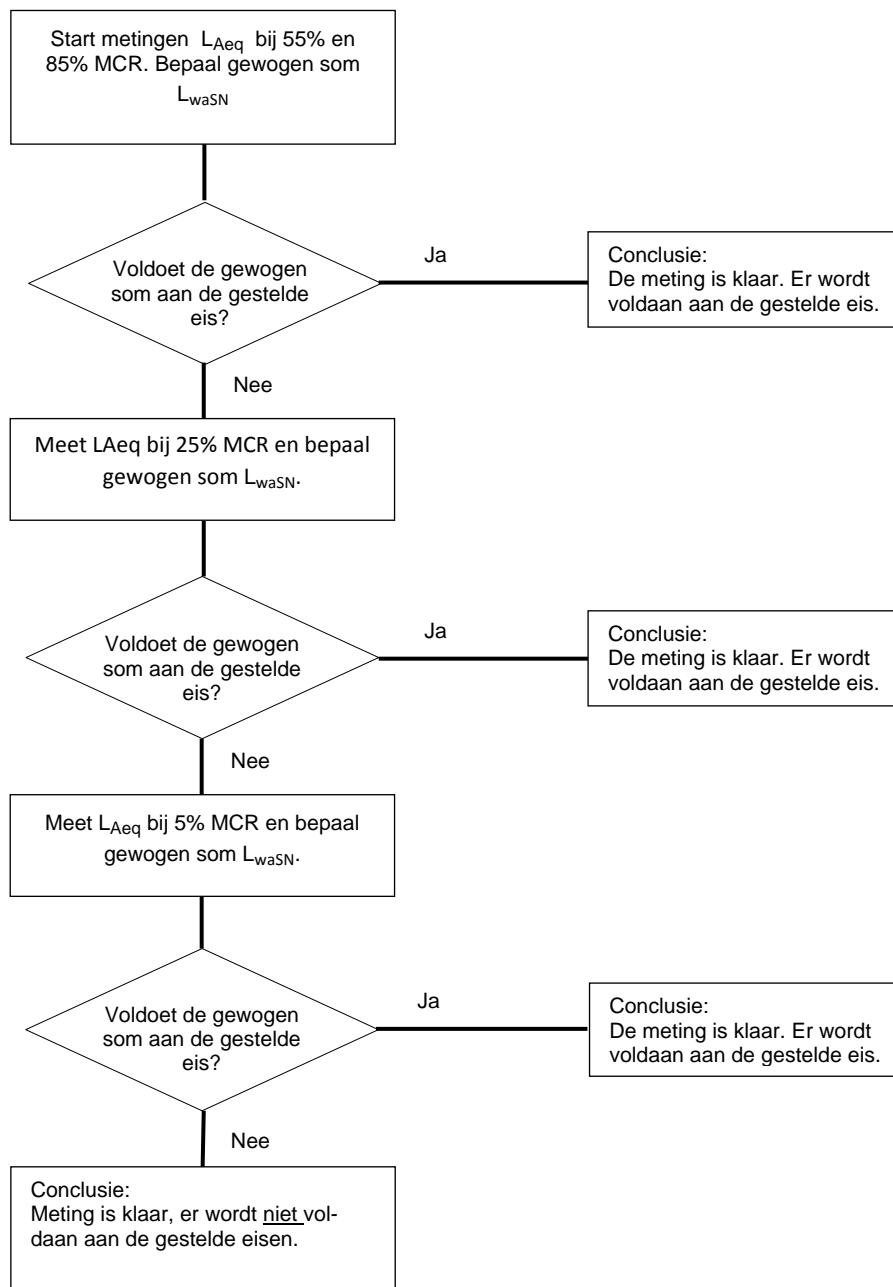 Start metingen L_Aeq bij 55% en
85% MCR. Bepaal gewogen som
L_waSN
Voldoet de gewogen
som aan de gestelde
eis?
Ja
Conclusie:
De meting is klaar. Er wordt
voldaan aan de gestelde eis.
Nee
Meet LAeq bij 25% MCR en bepaal
gewogen som L_waSN.
Voldoet de gewogen
som aan de gestelde
eis?
Ja
Conclusie:
De meting is klaar. Er wordt
voldaan aan de gestelde eis.
Nee
Meet L_Aeq bij 5% MCR en bepaal
gewogen som L_waSN.
Voldoet de gewogen
som aan de gestelde
eis?
Ja
Conclusie:
De meting is klaar. Er wordt
voldaan aan de gestelde eis.
Nee
Conclusie:
Meting is klaar, er wordt niet vol-
daan aan de gestelde eisen.